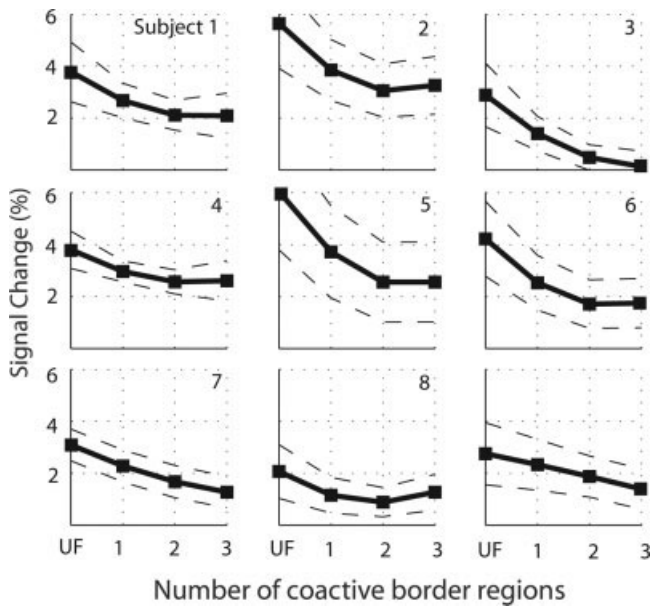 6 Subject 1 2 3
4
2
6 4 5 6
4
2
6 7 8
4
2
UF 1 2 3 UF 1 2 3 UF 1 2 3
Signal Change (%)
Number of coactive border regions